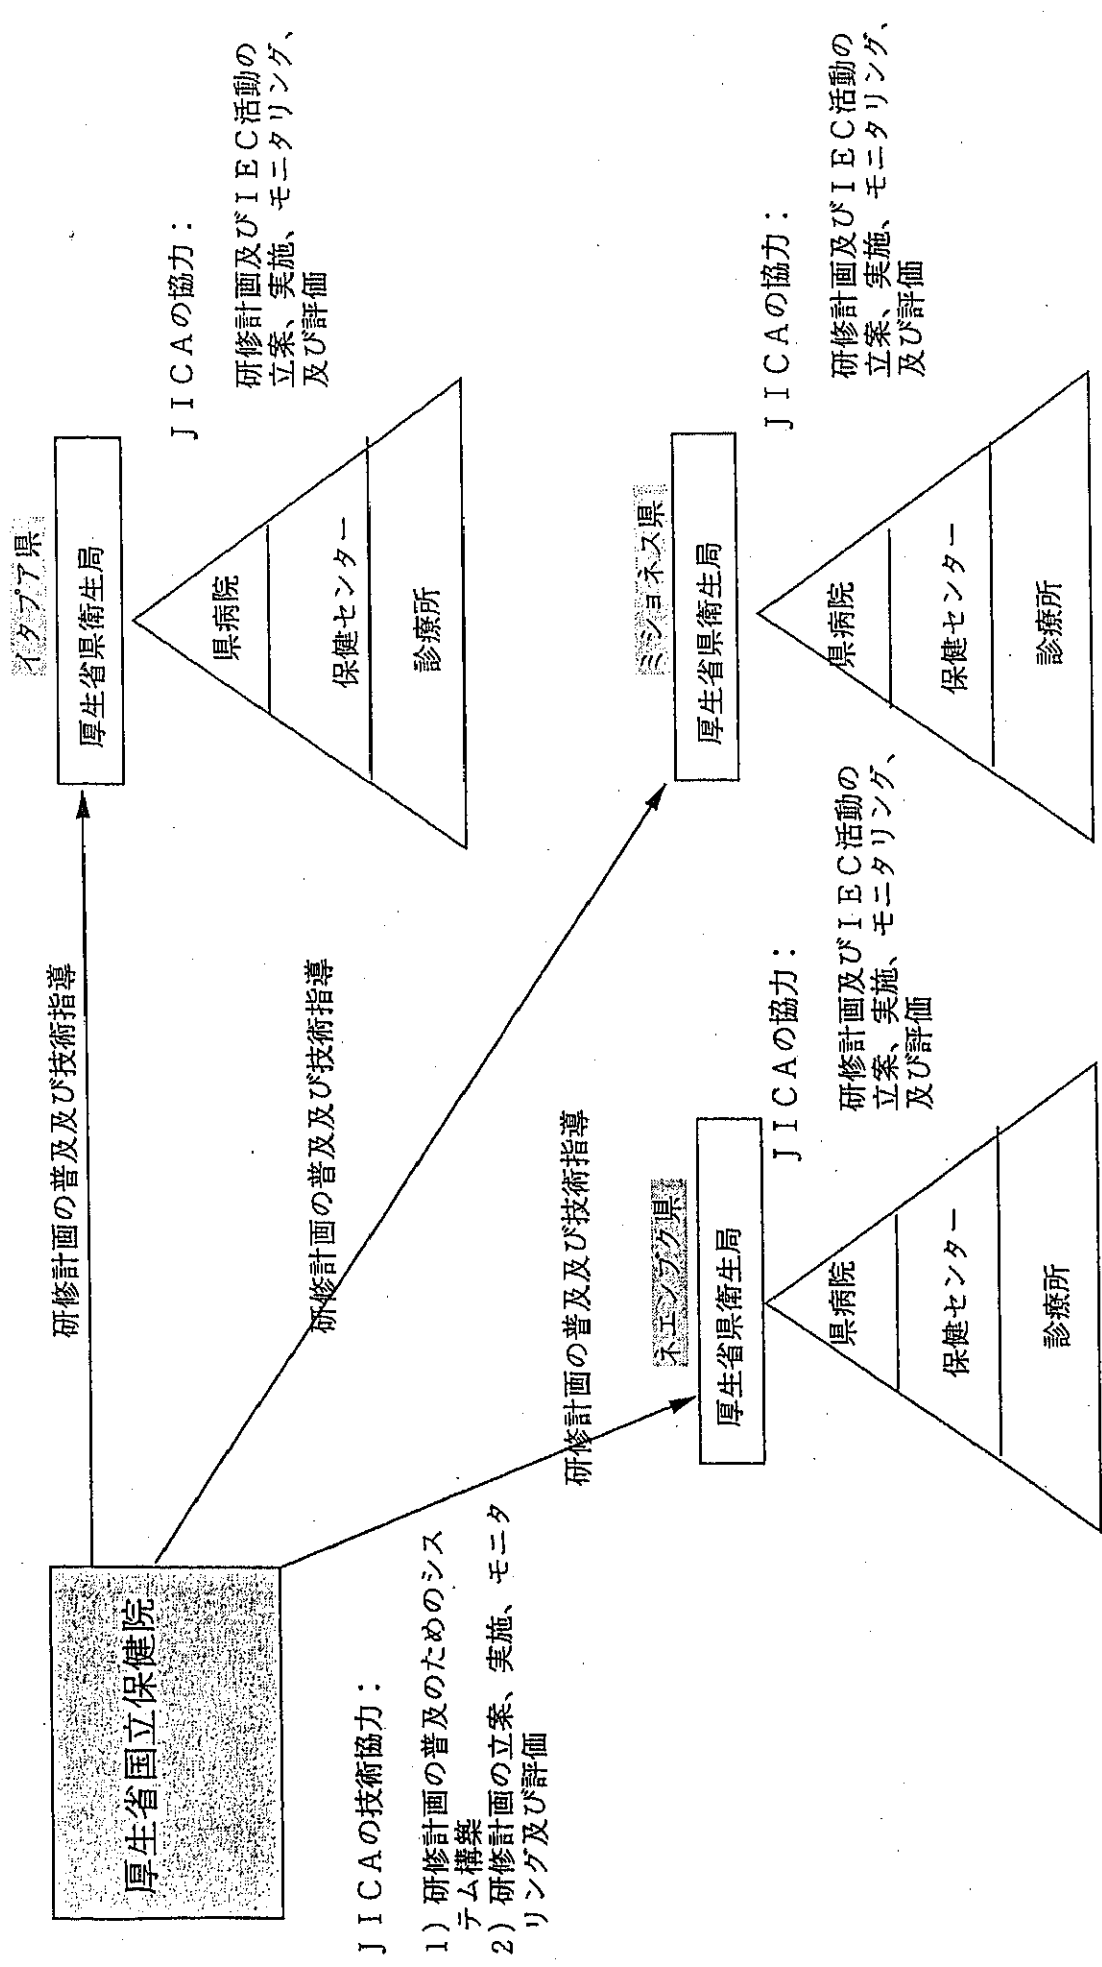 厚生省国立保健院
JICAの技術協力：
1）研修計画の普及のためのシス
テム構築
2）研修計画の立案、実施、モニタ
リング及び評価
研修計画の普及及び技術指導
研修計画の普及及び技術指導
研修計画の普及及び技術指導
イタプア県
厚生省県衛生局
県病院
保健センター
診療所
JICAの協力：
研修計画及びIEC活動の
立案、実施、モニタリング、
及び評価
ネエンブク県
厚生省県衛生局
県病院
保健センター
診療所
JICAの協力：
研修計画及びIEC活動の
立案、実施、モニタリング、
及び評価
ミショネス県
厚生省県衛生局
県病院
保健センター
診療所
JICAの協力：
研修計画及びIEC活動の
立案、実施、モニタリング、
及び評価